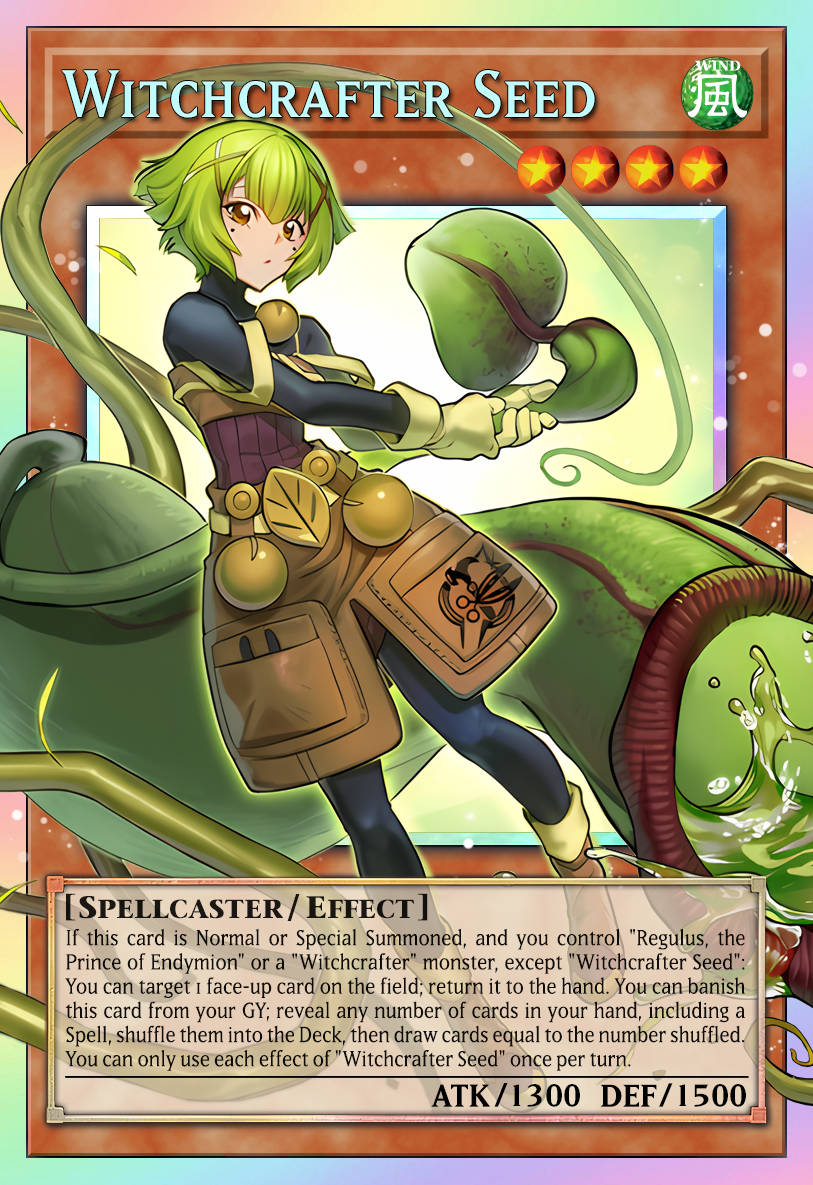 Witchcrafter Seed
WIND
風
[Spellcaster/Effect]
If this card is Normal or Special Summoned, and you control "Regulus, the
Prince of Endymion" or a "Witchcrafter" monster, except "Witchcrafter Seed":
You can target 1 face-up card on the field; return it to the hand. You can banish
this card from your GY; reveal any number of cards in your hand, including a
Spell, shuffle them into the Deck, then draw cards equal to the number shuffled.
You can only use each effect of "Witchcrafter Seed" once per turn.
ATK/1300 DEF/1500